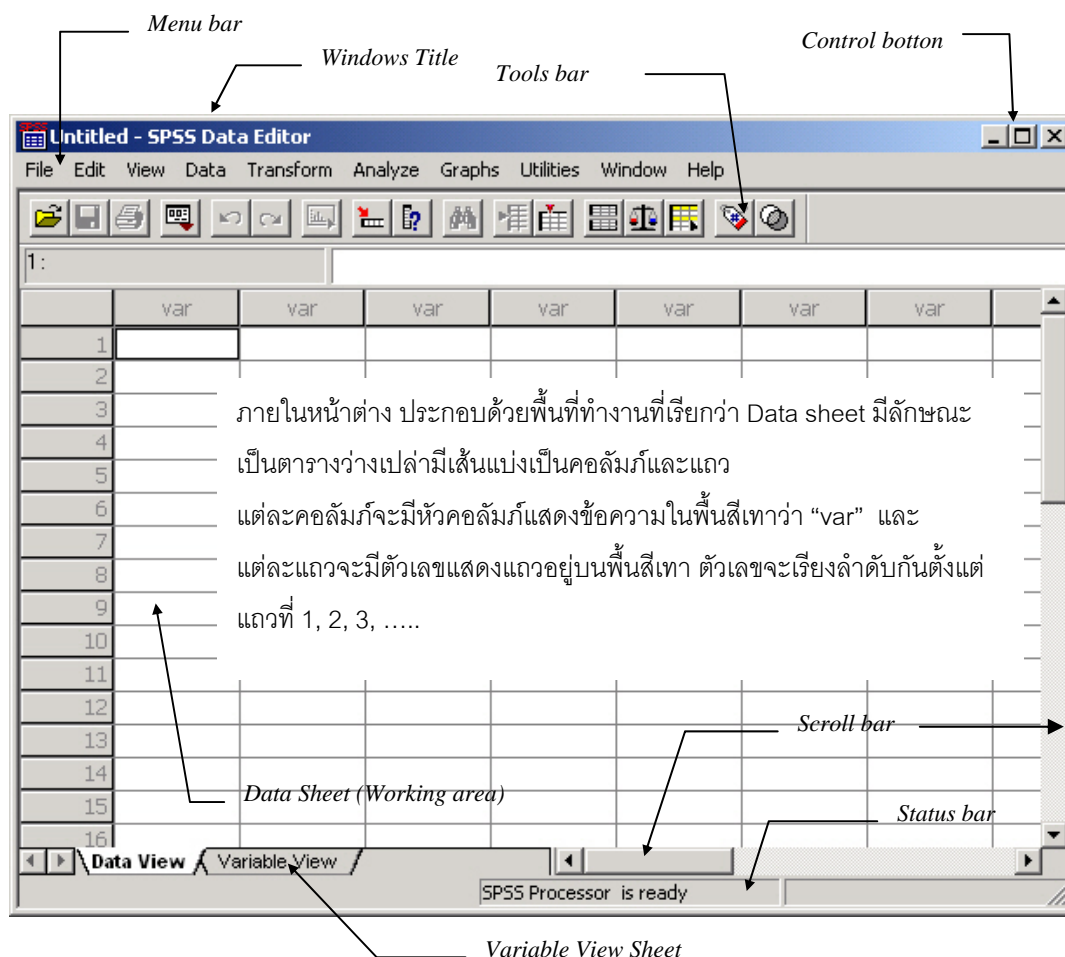 Menu bar
Windows Title
Control botton
Tools bar
SPSS
Untitled - SPSS Data Editor
File Edit View Data Transform Analyze Graphs Utilities Window Help
1:
var var var var var var var
1
2
3
4
5
6
7
8
9
10
11
12
13
14
15
16
ภายในหน้าต่าง ประกอบด้วยพื้นที่ทำงานที่เรียกว่า Data sheet มีลักษณะ
เป็นตารางว่างเปล่ามีเส้นแบ่งเป็นคอลัมภ์และแถว
แต่ละคอลัมภ์จะมีหัวคอลัมภ์แสดงข้อความในพื้นสีเทาว่า “var” และ
แต่ละแถวจะมีตัวเลขแสดงแถวอยู่บนพื้นสีเทา ตัวเลขจะเรียงลำดับกันตั้งแต่
แถวที่ 1, 2, 3, …..
Scroll bar
Data Sheet (Working area)
Status bar
Data View Variable View
SPSS Processor is ready
Variable View Sheet